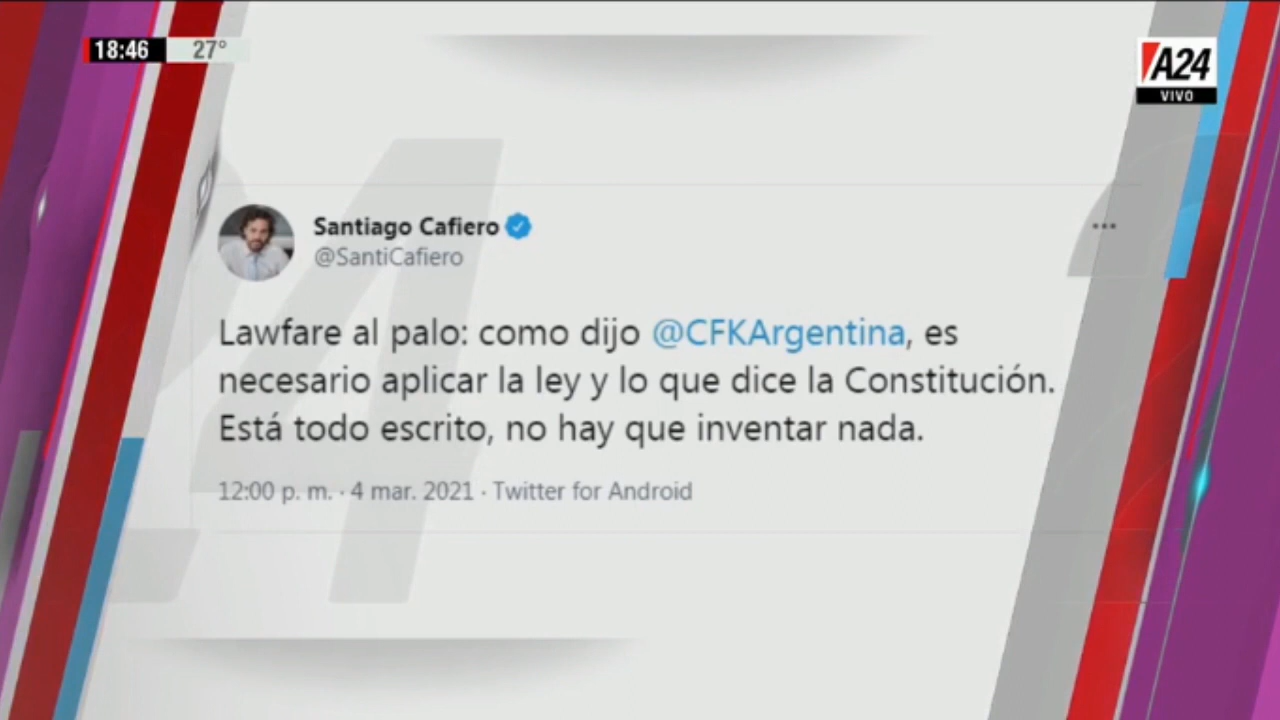 18:46 27°
A24
VIVO
Santiago Cafiero
@SantiCafiero
Lawfare al palo: como dijo @CFKArgentina, es
necesario aplicar la ley y lo que dice la Constitución.
Está todo escrito, no hay que inventar nada.
12:00 p. m. · 4 mar. 2021 · Twitter for Android